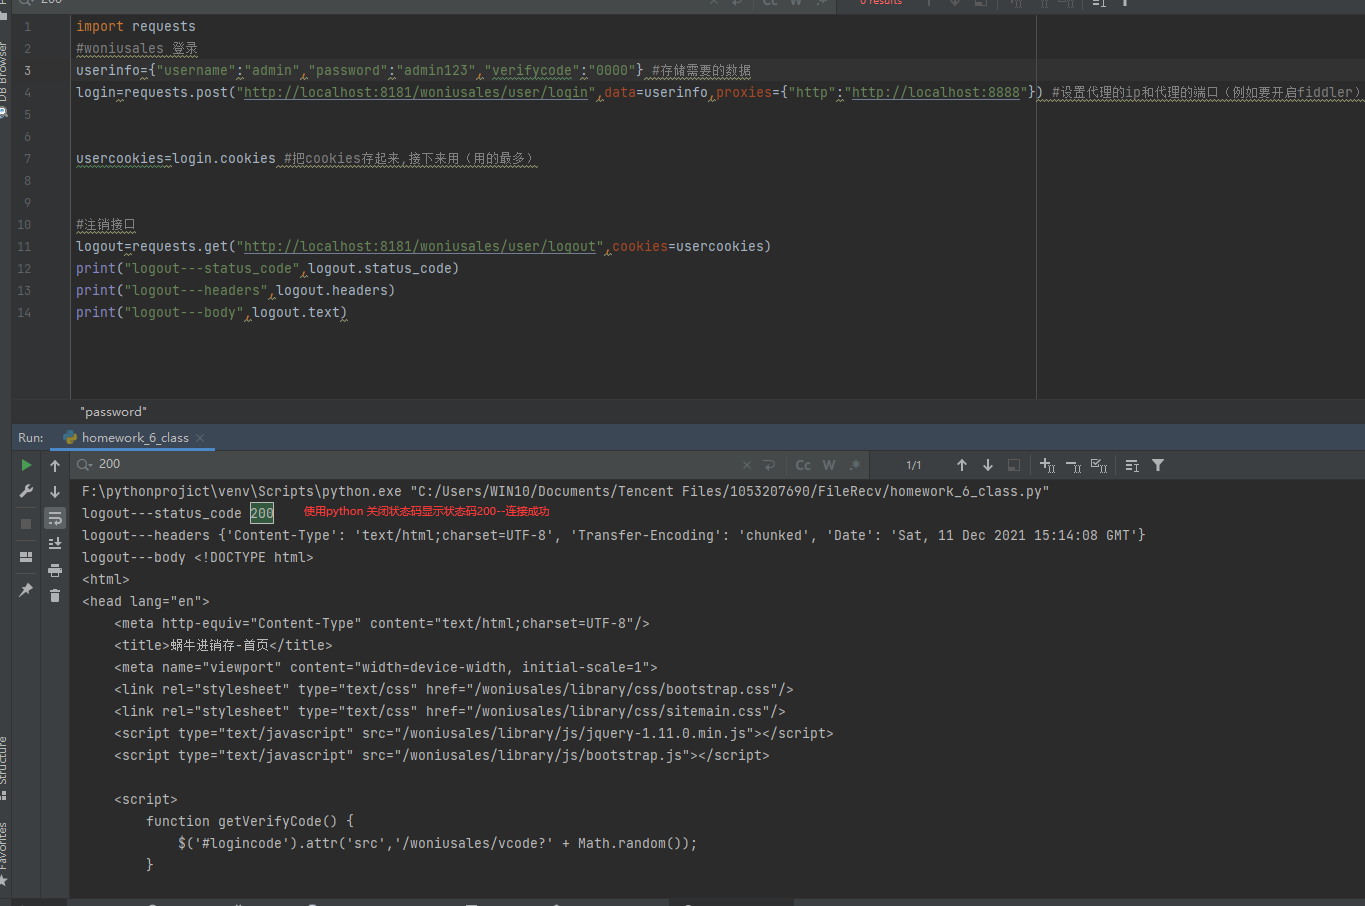 200
Cc W .*
0 results
DB Browser
1 import requests
2 #woniusales 登录
3 userinfo={"username":"admin","password":"admin123","verifycode":"0000"} #存储需要的数据
4 login=requests.post("http://localhost:8181/woniusales/user/login",data=userinfo,proxies={"http":"http://localhost:8888"}) #设置代理的ip和代理的端口（例如要开启fiddler）
5
6
7 usercookies=login.cookies #把cookies存起来,接下来用（用的最多）
8
9
10 #注销接口
11 logout=requests.get("http://localhost:8181/woniusales/user/logout",cookies=usercookies)
12 print("logout---status_code",logout.status_code)
13 print("logout---headers",logout.headers)
14 print("logout---body",logout.text)
"password"
Run: homework_6_class
200 Cc W .* 1/1
F:\pythonprojict\venv\Scripts\python.exe "C:/Users/WIN10/Documents/Tencent Files/1053207690/FileRecv/homework_6_class.py"
logout---status_code 200 使用python 关闭状态码显示状态码200--连接成功
logout---headers {'Content-Type': 'text/html;charset=UTF-8', 'Transfer-Encoding': 'chunked', 'Date': 'Sat, 11 Dec 2021 15:14:08 GMT'}
logout---body <!DOCTYPE html>
<html>
<head lang="en">
<meta http-equiv="Content-Type" content="text/html;charset=UTF-8"/>
<title>蜗牛进销存-首页</title>
<meta name="viewport" content="width=device-width, initial-scale=1">
<link rel="stylesheet" type="text/css" href="/woniusales/library/css/bootstrap.css"/>
<link rel="stylesheet" type="text/css" href="/woniusales/library/css/sitemain.css"/>
<script type="text/javascript" src="/woniusales/library/js/jquery-1.11.0.min.js"></script>
<script type="text/javascript" src="/woniusales/library/js/bootstrap.js"></script>
<script>
function getVerifyCode() {
$('#logincode').attr('src','/woniusales/vcode?' + Math.random());
}
Structure
Favorites